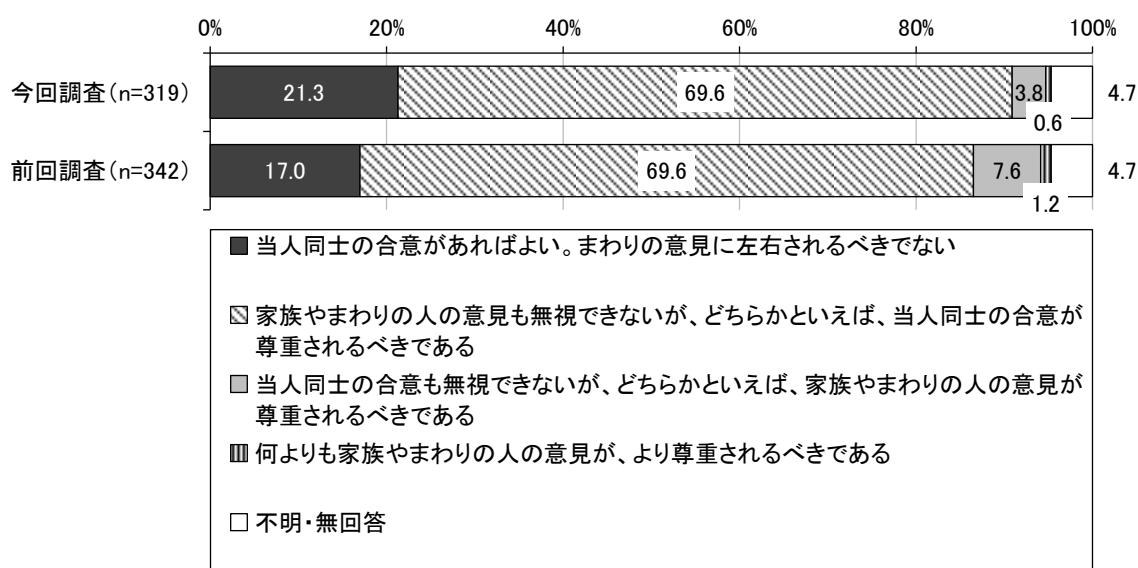 0% 20% 40% 60% 80% 100%
今回調査(n=319) 21.3 69.6 3.8 0.6 4.7
前回調査(n=342) 17.0 69.6 7.6 1.2 4.7
当人同士の合意があればよい。まわりの意見に左右されるべきでない
家族やまわりの人の意見も無視できないが、どちらかといえば、当人同士の合意が
尊重されるべきである
当人同士の合意も無視できないが、どちらかといえば、家族やまわりの人の意見が
尊重されるべきである
何よりも家族やまわりの人の意見が、より尊重されるべきである
不明・無回答